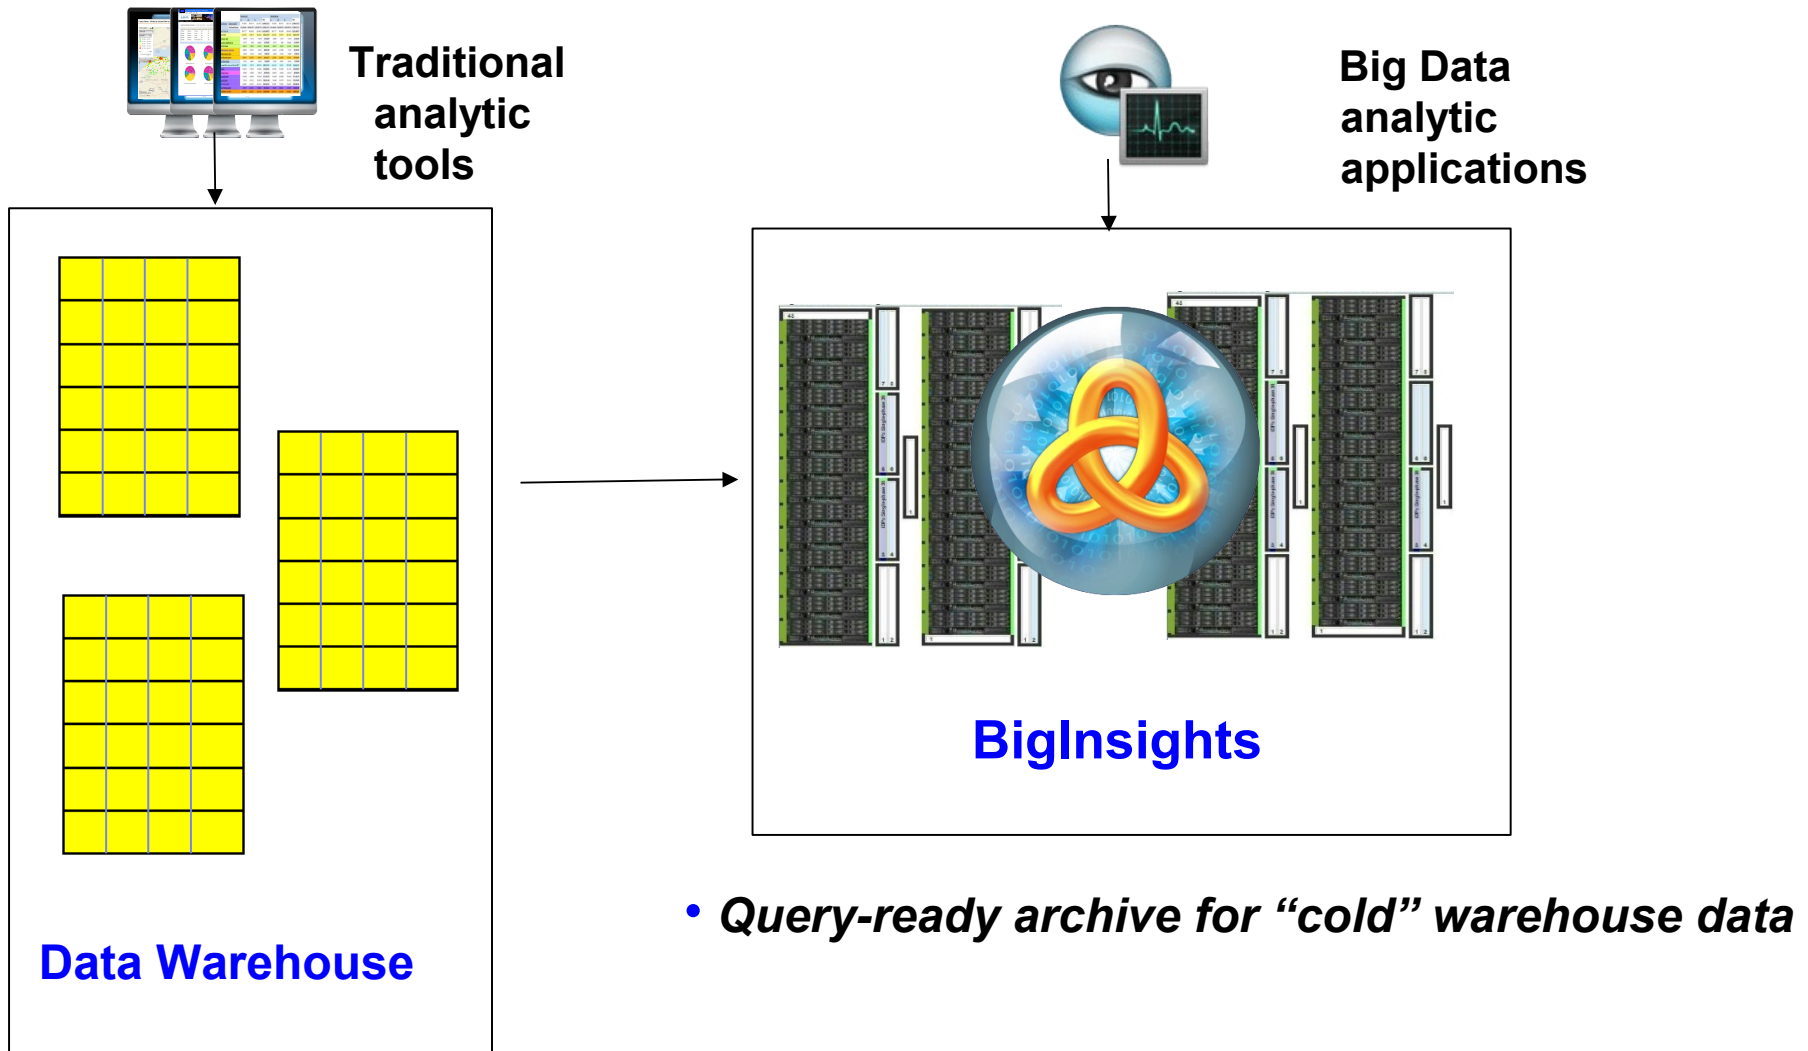 Traditional
analytic
tools
Big Data
analytic
applications
BigInsights
• Query-ready archive for “cold” warehouse data
Data Warehouse